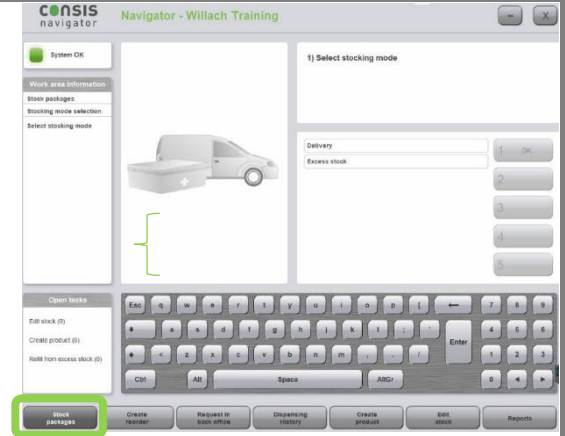 CONSIS
navigator
Navigator - Willach Training
- X
System OK
Work area information
Stock packages
Stocking mode selection
Select stocking mode
1) Select stocking mode
Delivery
Excess stock
1 OK
2
3
4
5
Open tasks
Edit stock (0)
Create product (0)
Refill from excess stock (0)
Esc q w e r t y u i o p [ ← 7 8 9
a s d f g h j k l ; ' Enter 4 5 6
< z x c v b n m , . / 1 2 3
Ctrl Alt Space AltGr 0 ◄ ►
Stock
packages
Create
reorder
Request in
back office
Dispensing
History
Create
product
Edit
stock
Reports